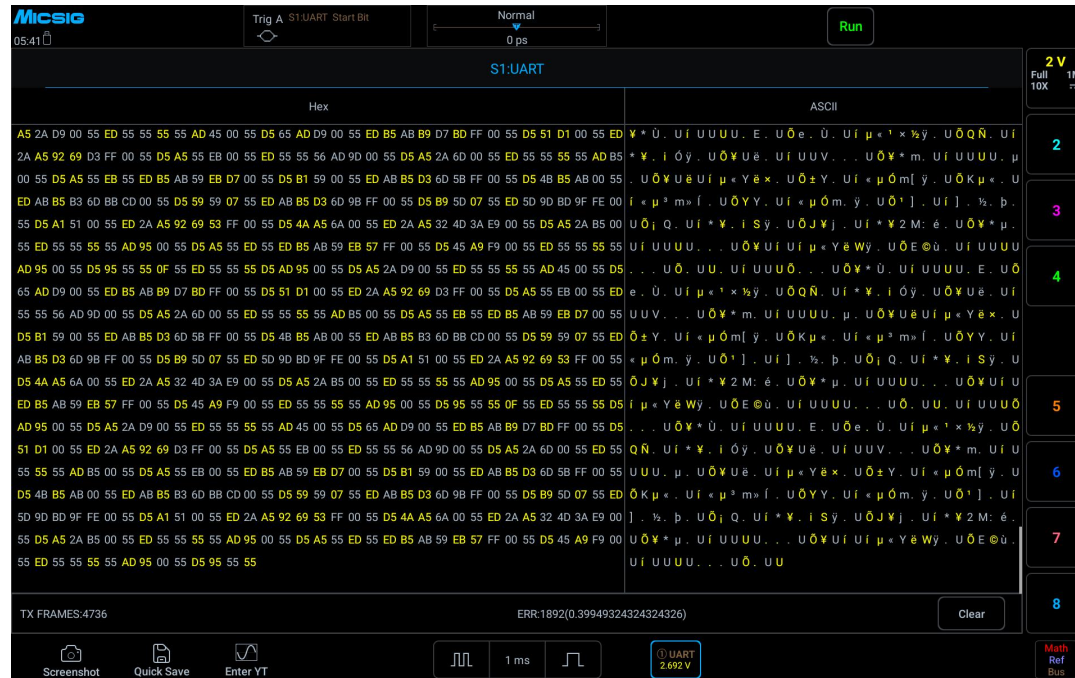 Micsig
05:41
Trig A S1:UART Start Bit
Normal
0 ps
Run
S1:UART
Hex
ASCII
A5 2A D9 00 55 ED 55 55 55 55 AD 45 00 55 D5 65 AD D9 00 55 ED B5 AB B9 D7 BD FF 00 55 D5 51 D1 00 55 ED ¥ * Ù . U í U U U U . E . U Õ e . Ù . U í µ « ¹ × ½ ÿ . U Õ Q Ñ . U í
2A A5 92 69 D3 FF 00 55 D5 A5 55 EB 00 55 ED 55 55 56 AD 9D 00 55 D5 A5 2A 6D 00 55 ED 55 55 55 55 AD B5 * ¥ . i Ó ÿ . U Õ ¥ U ë . U í U U V . . . U Õ ¥ * m . U í U U U U . µ
00 55 D5 A5 55 EB 55 ED B5 AB 59 EB D7 00 55 D5 B1 59 00 55 ED AB B5 D3 6D 5B FF 00 55 D5 4B B5 AB 00 55 . U Õ ¥ U ë U í µ « Y ë × . U Õ ± Y . U í « µ Ó m [ ÿ . U Õ K µ « . U
ED AB B5 B3 6D BB CD 00 55 D5 59 59 07 55 ED AB B5 D3 6D 9B FF 00 55 D5 B9 5D 07 55 ED 5D 9D BD 9F FE 00 í « µ ³ m » Í . U Õ Y Y . U í « µ Ó m . ÿ . U Õ ¹ ] . U í ] . ½ . þ .
55 D5 A1 51 00 55 ED 2A A5 92 69 53 FF 00 55 D5 4A A5 6A 00 55 ED 2A A5 32 4D 3A E9 00 55 D5 A5 2A B5 00 U Õ ¡ Q . U í * ¥ . i S ÿ . U Õ J ¥ j . U í * ¥ 2 M : é . U Õ ¥ * µ .
55 ED 55 55 55 55 AD 95 00 55 D5 A5 55 ED 55 ED B5 AB 59 EB 57 FF 00 55 D5 45 A9 F9 00 55 ED 55 55 55 55 U í U U U U . . . U Õ ¥ U í U í µ « Y ë W ÿ . U Õ E © ù . U í U U U U
AD 95 00 55 D5 95 55 55 0F 55 ED 55 55 55 D5 AD 95 00 55 D5 A5 2A D9 00 55 ED 55 55 55 55 AD 45 00 55 D5 . . . U Õ . U U . U í U U U Õ . . . U Õ ¥ * Ù . U í U U U U . E . U Õ
65 AD D9 00 55 ED B5 AB B9 D7 BD FF 00 55 D5 51 D1 00 55 ED 2A A5 92 69 D3 FF 00 55 D5 A5 55 EB 00 55 ED e . Ù . U í µ « ¹ × ½ ÿ . U Õ Q Ñ . U í * ¥ . i Ó ÿ . U Õ ¥ U ë . U í
55 55 56 AD 9D 00 55 D5 A5 2A 6D 00 55 ED 55 55 55 55 AD B5 00 55 D5 A5 55 EB 55 ED B5 AB 59 EB D7 00 55 U U V . . . U Õ ¥ * m . U í U U U U . µ . U Õ ¥ U ë U í µ « Y ë × . U
D5 B1 59 00 55 ED AB B5 D3 6D 5B FF 00 55 D5 4B B5 AB 00 55 ED AB B5 B3 6D BB CD 00 55 D5 59 59 07 55 ED Õ ± Y . U í « µ Ó m [ ÿ . U Õ K µ « . U í « µ ³ m » Í . U Õ Y Y . U í
AB B5 D3 6D 9B FF 00 55 D5 B9 5D 07 55 ED 5D 9D BD 9F FE 00 55 D5 A1 51 00 55 ED 2A A5 92 69 53 FF 00 55 « µ Ó m . ÿ . U Õ ¹ ] . U í ] . ½ . þ . U Õ ¡ Q . U í * ¥ . i S ÿ . U
D5 4A A5 6A 00 55 ED 2A A5 32 4D 3A E9 00 55 D5 A5 2A B5 00 55 ED 55 55 55 55 AD 95 00 55 D5 A5 55 ED 55 Õ J ¥ j . U í * ¥ 2 M : é . U Õ ¥ * µ . U í U U U U . . . U Õ ¥ U í U
ED B5 AB 59 EB 57 FF 00 55 D5 45 A9 F9 00 55 ED 55 55 55 55 AD 95 00 55 D5 95 55 55 0F 55 ED 55 55 55 D5 í µ « Y ë W ÿ . U Õ E © ù . U í U U U U . . . U Õ . U U . U í U U U Õ
AD 95 00 55 D5 A5 2A D9 00 55 ED 55 55 55 55 AD 45 00 55 D5 65 AD D9 00 55 ED B5 AB B9 D7 BD FF 00 55 D5 . . . U Õ ¥ * Ù . U í U U U U . E . U Õ e . Ù . U í µ « ¹ × ½ ÿ . U Õ
51 D1 00 55 ED 2A A5 92 69 D3 FF 00 55 D5 A5 55 EB 00 55 ED 55 55 56 AD 9D 00 55 D5 A5 2A 6D 00 55 ED 55 Q Ñ . U í * ¥ . i Ó ÿ . U Õ ¥ U ë . U í U U V . . . U Õ ¥ * m . U í U
55 55 55 AD B5 00 55 D5 A5 55 EB 00 55 ED B5 AB 59 EB D7 00 55 D5 B1 59 00 55 ED AB B5 D3 6D 5B FF 00 55 U U U . µ . U Õ ¥ U ë . U í µ « Y ë × . U Õ ± Y . U í « µ Ó m [ ÿ . U
D5 4B B5 AB 00 55 ED AB B5 B3 6D BB CD 00 55 D5 59 59 07 55 ED AB B5 D3 6D 9B FF 00 55 D5 B9 5D 07 55 ED Õ K µ « . U í « µ ³ m » Í . U Õ Y Y . U í « µ Ó m . ÿ . U Õ ¹ ] . U í
5D 9D BD 9F FE 00 55 D5 A1 51 00 55 ED 2A A5 92 69 53 FF 00 55 D5 4A A5 6A 00 55 ED 2A A5 32 4D 3A E9 00 ] . ½ . þ . U Õ ¡ Q . U í * ¥ . i S ÿ . U Õ J ¥ j . U í * ¥ 2 M : é .
55 D5 A5 2A B5 00 55 ED 55 55 55 55 AD 95 00 55 D5 A5 55 ED 55 ED B5 AB 59 EB 57 FF 00 55 D5 45 A9 F9 00 U Õ ¥ * µ . U í U U U U . . . U Õ ¥ U í U í µ « Y ë W ÿ . U Õ E © ù .
55 ED 55 55 55 55 AD 95 00 55 D5 95 55 55 U í U U U U . . . U Õ . U U
TX FRAMES:4736
ERR:1892(0.39949324324324326)
Clear
2 V
Full
10X
2
3
4
5
6
7
8
Screenshot
Quick Save
Enter YT
1 ms
① UART
2.692 V
Math
Ref
Bus